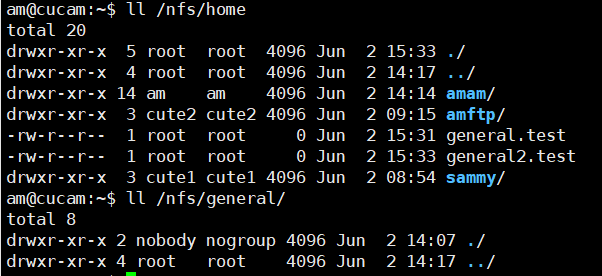 am@cucam:~$ ll /nfs/home
total 20
drwxr-xr-x  5 root  root  4096 Jun  2 15:33 ./
drwxr-xr-x  4 root  root  4096 Jun  2 14:17 ../
drwxr-xr-x 14 am    am    4096 Jun  2 14:14 amam/
drwxr-xr-x  3 cute2 cute2 4096 Jun  2 09:15 amftp/
-rw-r--r--  1 root  root     0 Jun  2 15:31 general.test
-rw-r--r--  1 root  root     0 Jun  2 15:33 general2.test
drwxr-xr-x  3 cute1 cute1 4096 Jun  2 08:54 sammy/
am@cucam:~$ ll /nfs/general/
total 8
drwxr-xr-x 2 nobody nogroup 4096 Jun  2 14:07 ./
drwxr-xr-x 4 root   root    4096 Jun  2 14:17 ../